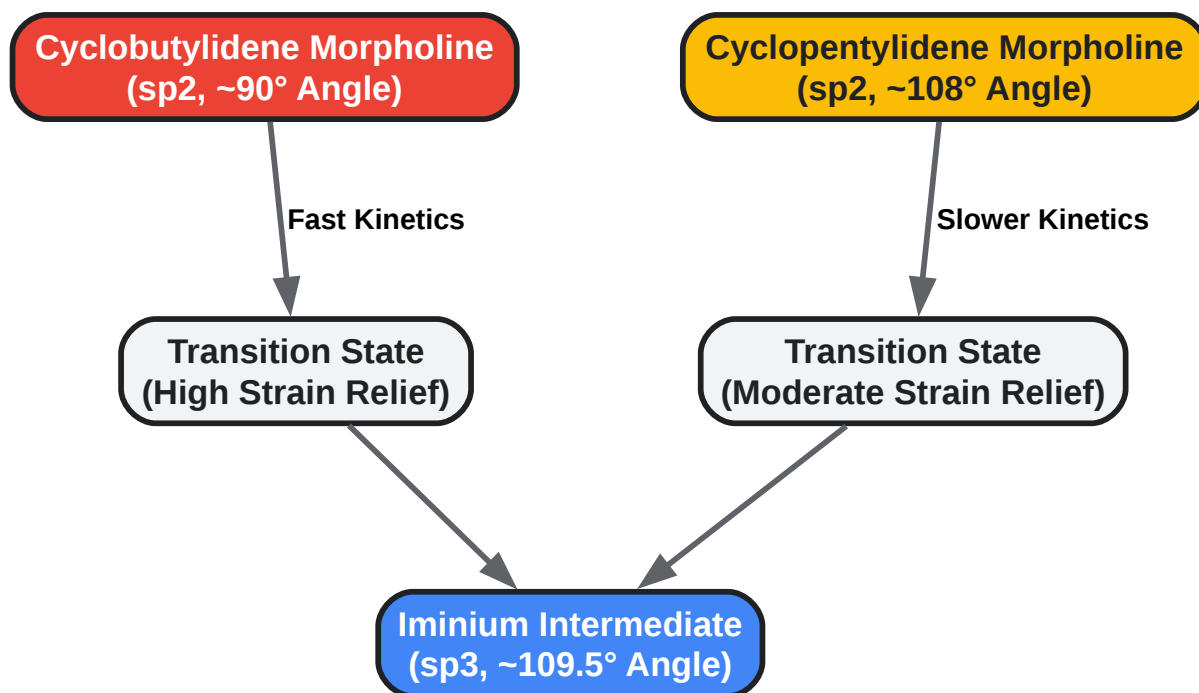 Cyclobutylidene Morpholine
(sp2, ~90° Angle)
Cyclopentylidene Morpholine
(sp2, ~108° Angle)
Fast Kinetics
Slower Kinetics
Transition State
(High Strain Relief)
Transition State
(Moderate Strain Relief)
Iminium Intermediate
(sp3, ~109.5° Angle)